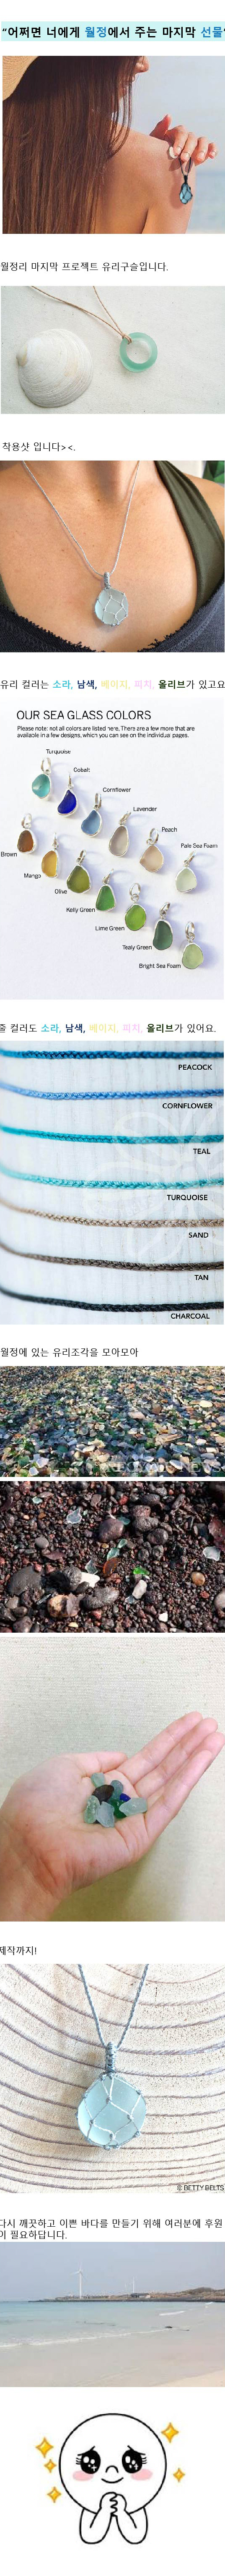 “어쩌면 너에게 월정에서 주는 마지막 선물”
월정리 마지막 프로젝트 유리구슬입니다.
착용샷 입니다><.
유리 컬러는 소라, 남색, 베이지, 피치, 올리브가 있고요
OUR SEA GLASS COLORS
Please note: not all colors are listed here, There are a few more that are
available in a few designs, which you can see on the individual pages.
Turquoise
Cobalt
Cornflower
Lavender
Peach
Pale Sea Foam
Brown
Mango
Olive
Kelly Green
Lime Green
Tealy Green
Bright Sea Foam
줄 컬러도 소라, 남색, 베이지, 피치, 올리브가 있어요.
PEACOCK
CORNFLOWER
TEAL
TURQUOISE
SAND
TAN
CHARCOAL
월정에 있는 유리조각을 모아모아
제작까지!
© BETTY BELTS
다시 깨끗하고 이쁜 바다를 만들기 위해 여러분에 후원
이 필요하답니다.